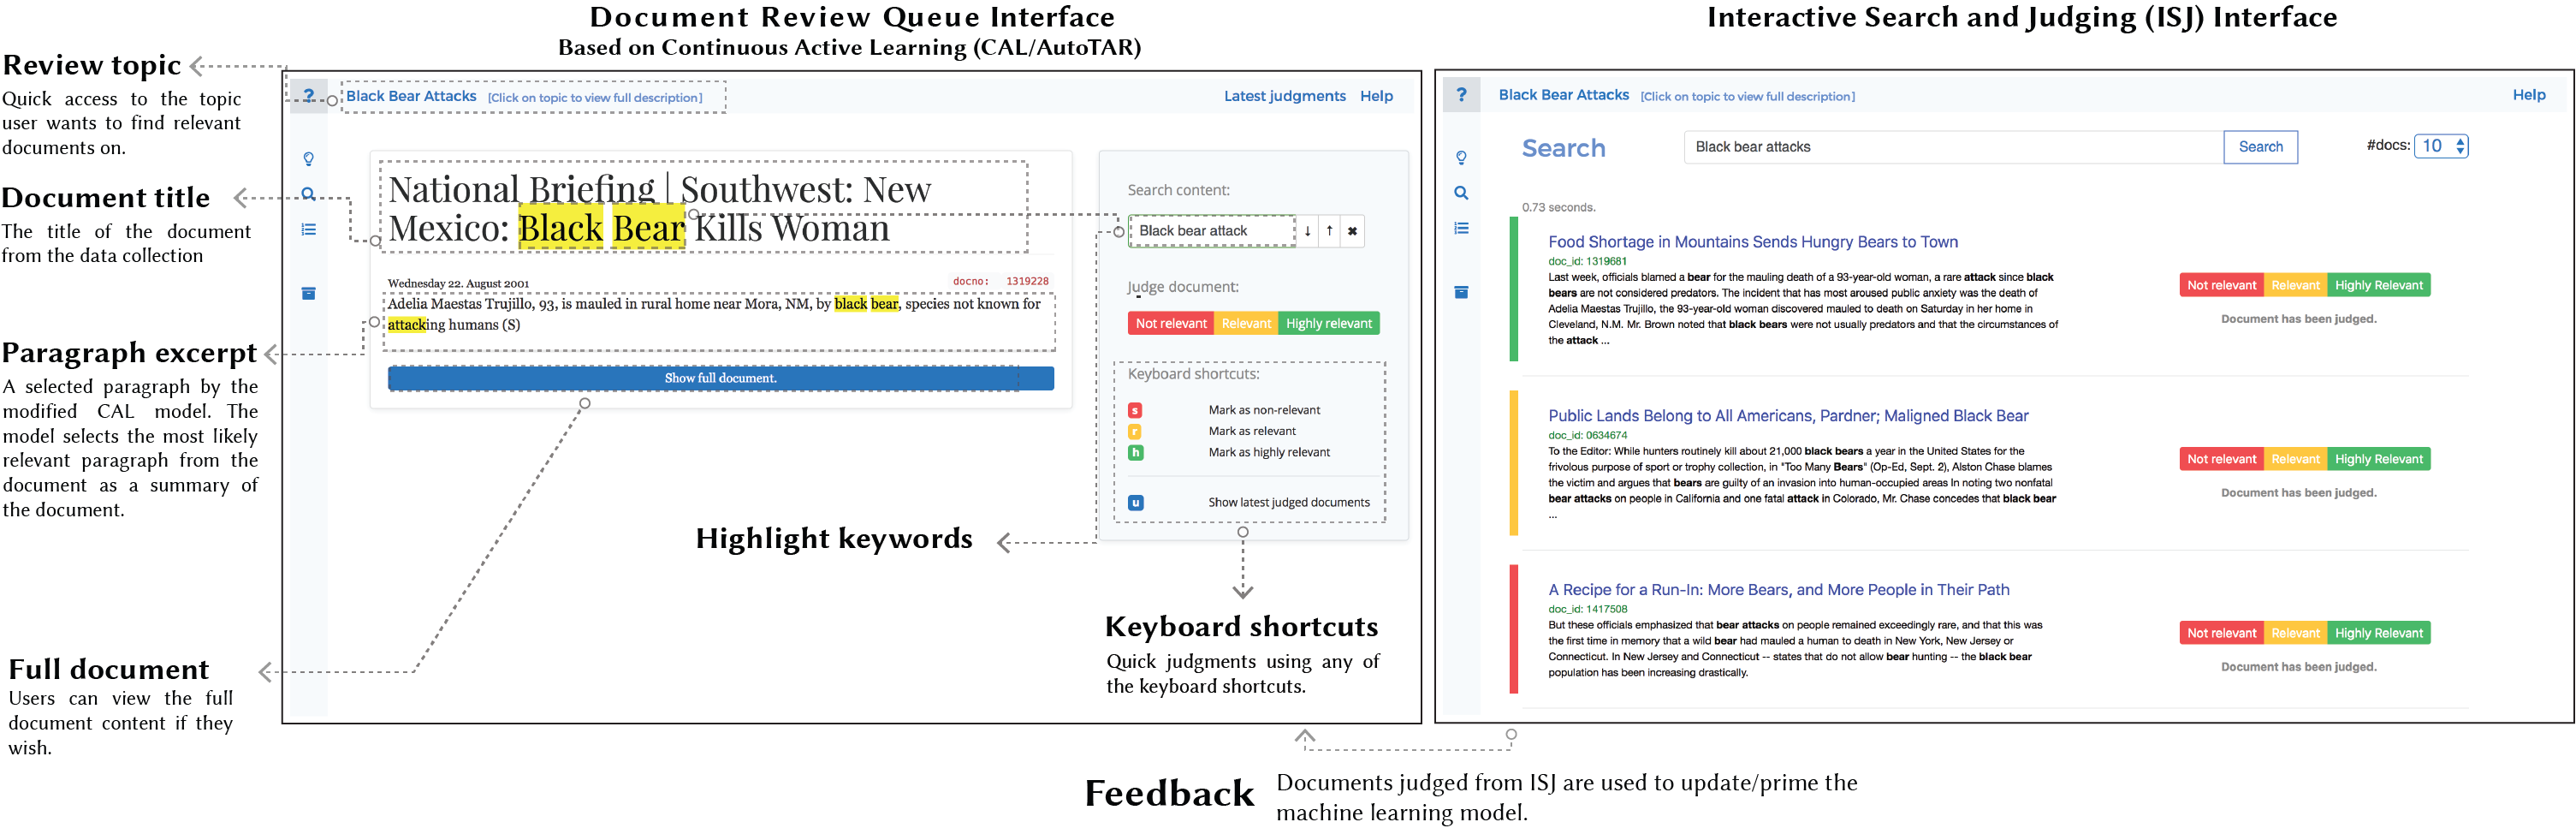 Document Review Queue Interface
Based on Continuous Active Learning (CAL/AutoTAR)
Interactive Search and Judging (ISJ) Interface
Review topic
Quick access to the topic
user wants to find relevant
documents on.
Document title
The title of the document
from the data collection
Paragraph excerpt
A selected paragraph by the
modified CAL model. The
model selects the most likely
relevant paragraph from the
document as a summary of
the document.
Full document
Users can view the full
document content if they
wish.
?
Black Bear Attacks [Click on topic to view full description]
Latest judgments Help
National Briefing | Southwest: New
Mexico: Black Bear Kills Woman
Wednesday 22. August 2001
docno: 1319228
Adelia Maestas Trujillo, 93, is mauled in rural home near Mora, NM, by black bear, species not known for
attacking humans (S)
Show full document.
Search content:
Black bear attack ↓ ↑ ✖
Judge document:
Not relevant Relevant Highly relevant
Keyboard shortcuts:
s Mark as non-relevant
r Mark as relevant
h Mark as highly relevant
u Show latest judged documents
Highlight keywords
Keyboard shortcuts
Quick judgments using any of
the keyboard shortcuts.
?
Black Bear Attacks [Click on topic to view full description]
Help
Search
Black bear attacks
Search
#docs: 10
0.73 seconds.
Food Shortage in Mountains Sends Hungry Bears to Town
doc_id: 1319681
Last week, officials blamed a bear for the mauling death of a 93-year-old woman, a rare attack since black
bears are not considered predators. The incident that has most aroused public anxiety was the death of
Adelia Maestas Trujillo, the 93-year-old woman discovered mauled to death on Saturday in her home in
Cleveland, N.M. Mr. Brown noted that black bears were not usually predators and that the circumstances of
the attack ...
Not relevant Relevant Highly Relevant
Document has been judged.
Public Lands Belong to All Americans, Pardner; Maligned Black Bear
doc_id: 0634674
To the Editor: While hunters routinely kill about 21,000 black bears a year in the United States for the
frivolous purpose of sport or trophy collection, in "Too Many Bears" (Op-Ed, Sept. 2), Alston Chase blames
the victim and argues that bears are guilty of an invasion into human-occupied areas In noting two nonfatal
bear attacks on people in California and one fatal attack in Colorado, Mr. Chase concedes that black bear
...
Not relevant Relevant Highly Relevant
Document has been judged.
A Recipe for a Run-In: More Bears, and More People in Their Path
doc_id: 1417508
But these officials emphasized that bear attacks on people remained exceedingly rare, and that this was
the first time in memory that a wild bear had mauled a human to death in New York, New Jersey or
Connecticut. In New Jersey and Connecticut -- states that do not allow bear hunting -- the black bear
population has been increasing drastically.
Not relevant Relevant Highly Relevant
Document has been judged.
Feedback
Documents judged from ISJ are used to update/prime the
machine learning model.